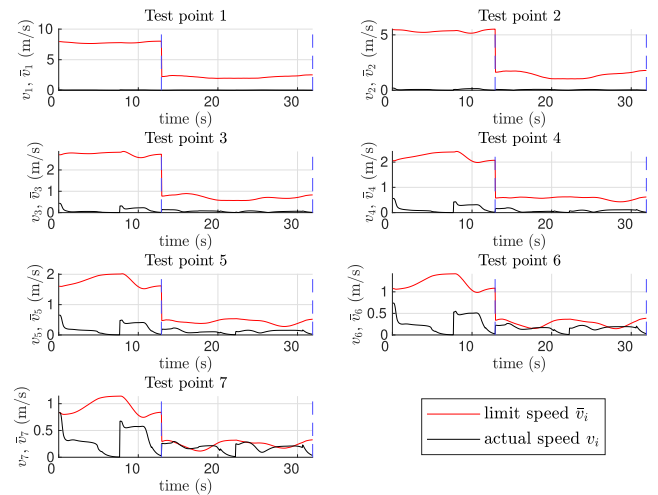 Test point 1
v₁, v̄₁ (m/s)
10
5
0
0 10 20 30
time (s)
Test point 2
v₂, v̄₂ (m/s)
5
0
0 10 20 30
time (s)
Test point 3
v₃, v̄₃ (m/s)
2
1
0
0 10 20 30
time (s)
Test point 4
v₄, v̄₄ (m/s)
2
1
0
0 10 20 30
time (s)
Test point 5
v₅, v̄₅ (m/s)
2
1
0
0 10 20 30
time (s)
Test point 6
v₆, v̄₆ (m/s)
1
0.5
0
0 10 20 30
time (s)
Test point 7
v₇, v̄₇ (m/s)
1
0.5
0
0 10 20 30
time (s)
limit speed v̄ᵢ
actual speed vᵢ